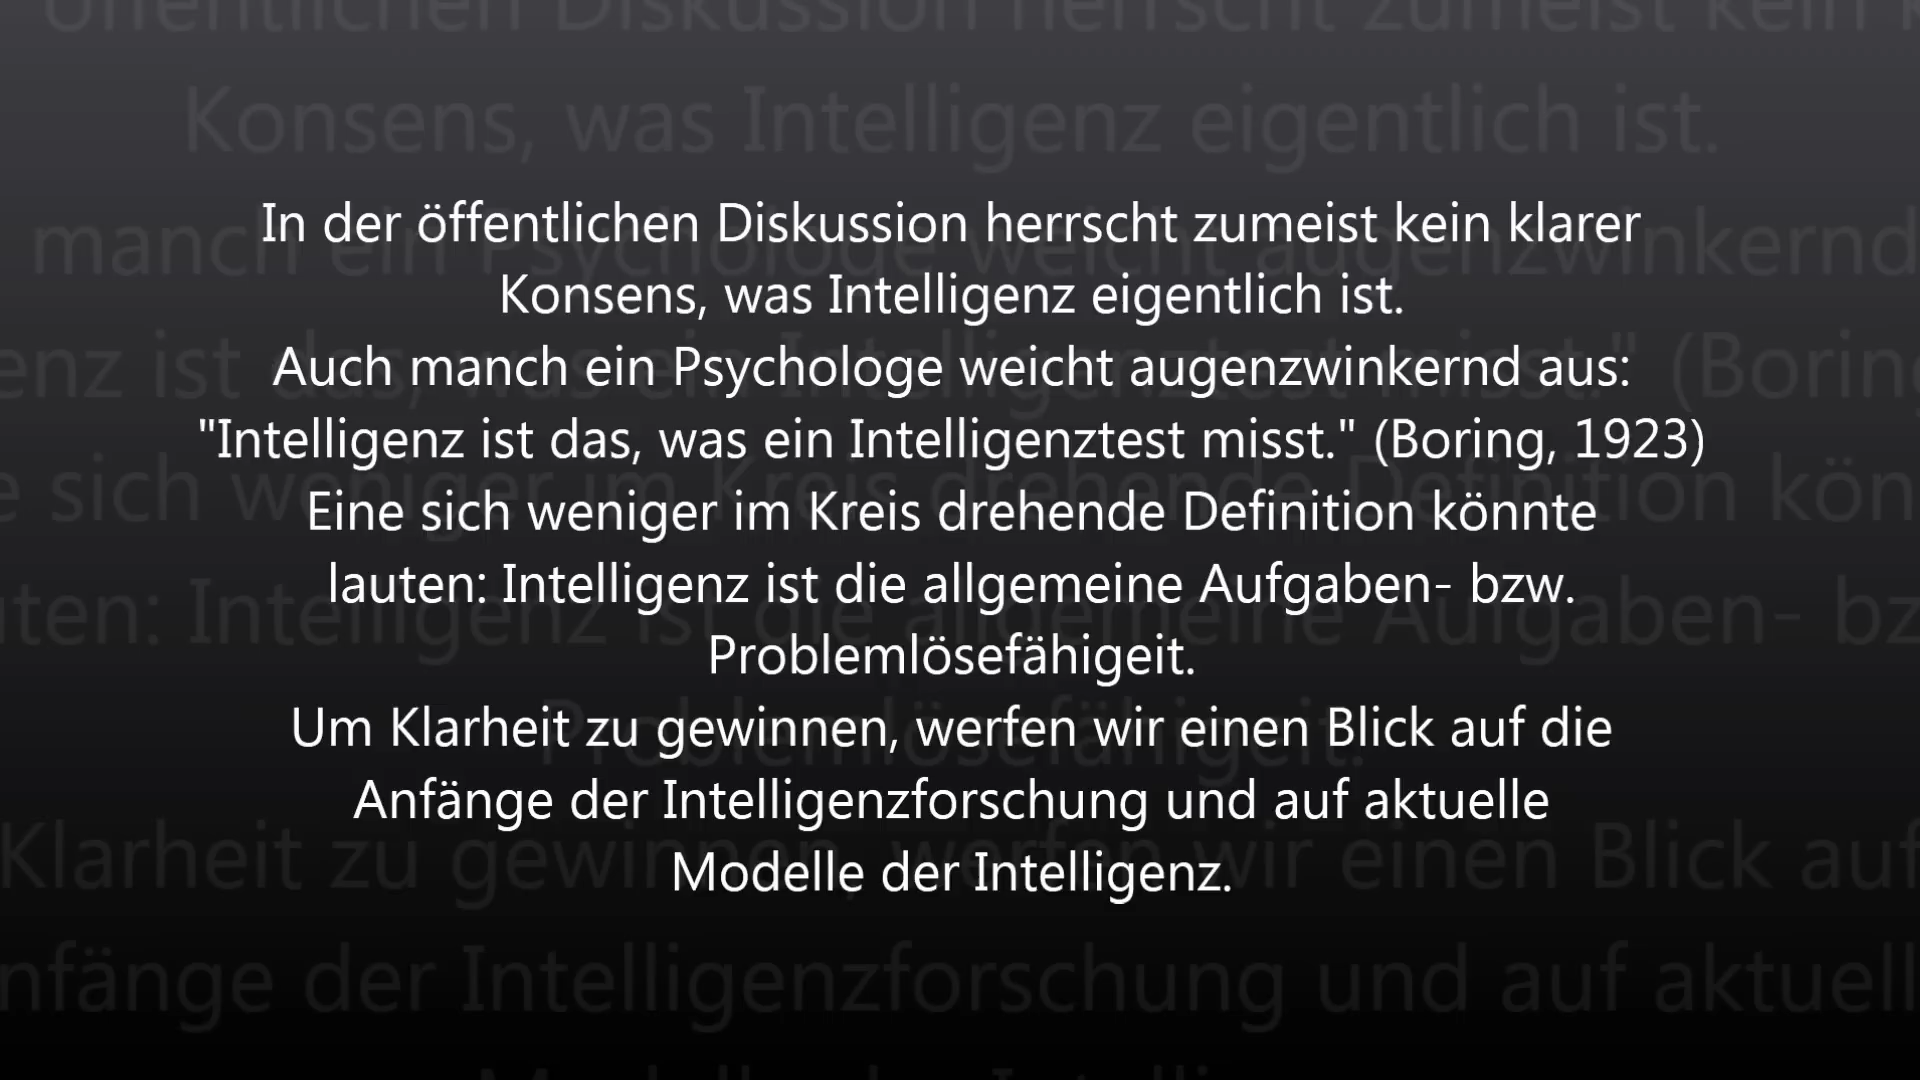 In der öffentlichen Diskussion herrscht zumeist kein klarer
Konsens, was Intelligenz eigentlich ist.
Auch manch ein Psychologe weicht augenzwinkernd aus:
"Intelligenz ist das, was ein Intelligenztest misst." (Boring, 1923)
Eine sich weniger im Kreis drehende Definition könnte
lauten: Intelligenz ist die allgemeine Aufgaben- bzw.
Problemlösefähigeit.
Um Klarheit zu gewinnen, werfen wir einen Blick auf die
Anfänge der Intelligenzforschung und auf aktuelle
Modelle der Intelligenz.